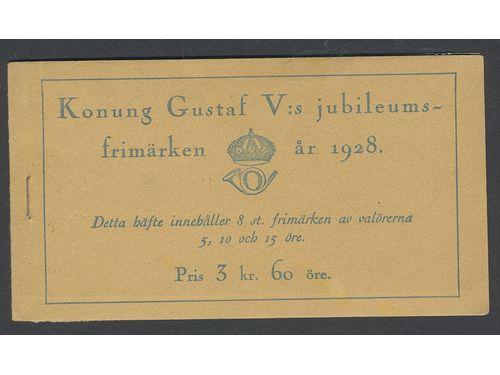 Konung Gustaf V:s jubileums-
frimärken år 1928.
Detta häfte innehåller 8 st. frimärken av valörerna
5, 10 och 15 öre.
Pris 3 kr. 60 öre.